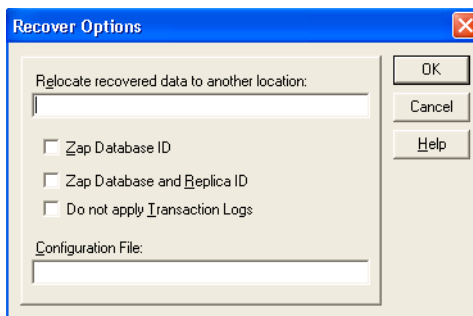 Recover Options
Relocate recovered data to another location:
OK
Cancel
Zap Database ID
Help
Zap Database and Replica ID
Do not apply Transaction Logs
Configuration File: